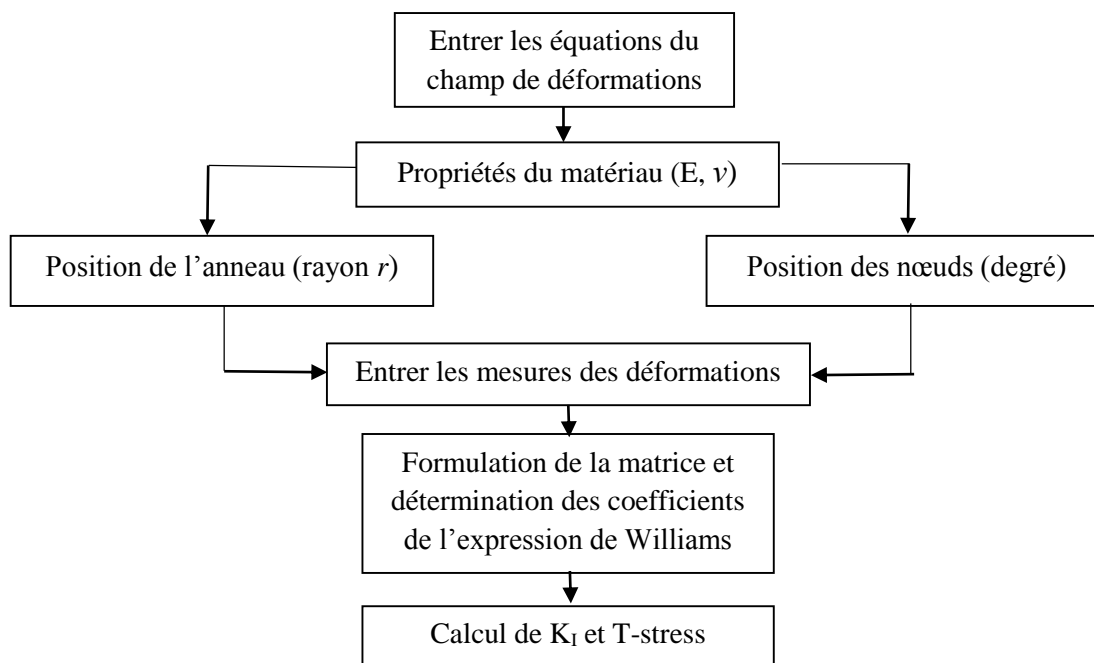 Entrer les équations du
champ de déformations
Propriétés du matériau (E, ν)
Position de l’anneau (rayon r)
Position des nœuds (degré)
Entrer les mesures des déformations
Formulation de la matrice et
détermination des coefficients
de l’expression de Williams
Calcul de K_I et T-stress